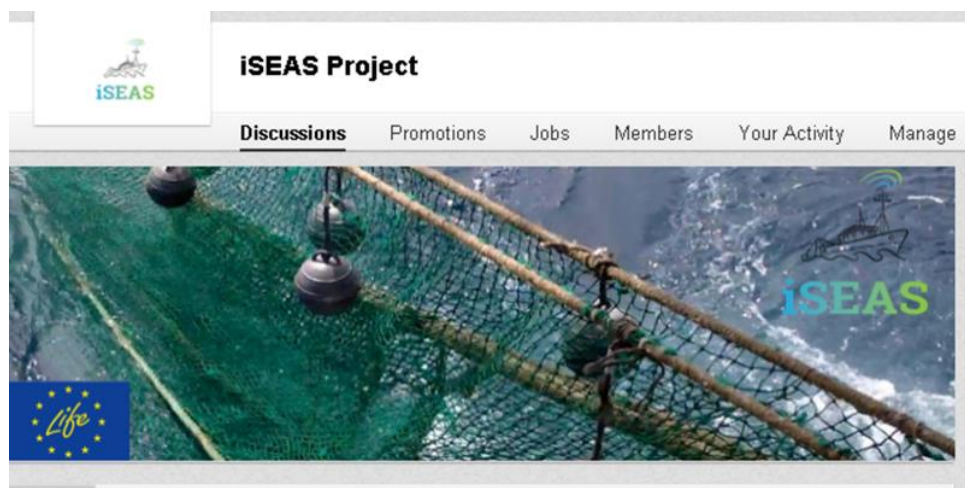 iSEAS
iSEAS Project
Discussions Promotions Jobs Members Your Activity Manage
iSEAS
Life